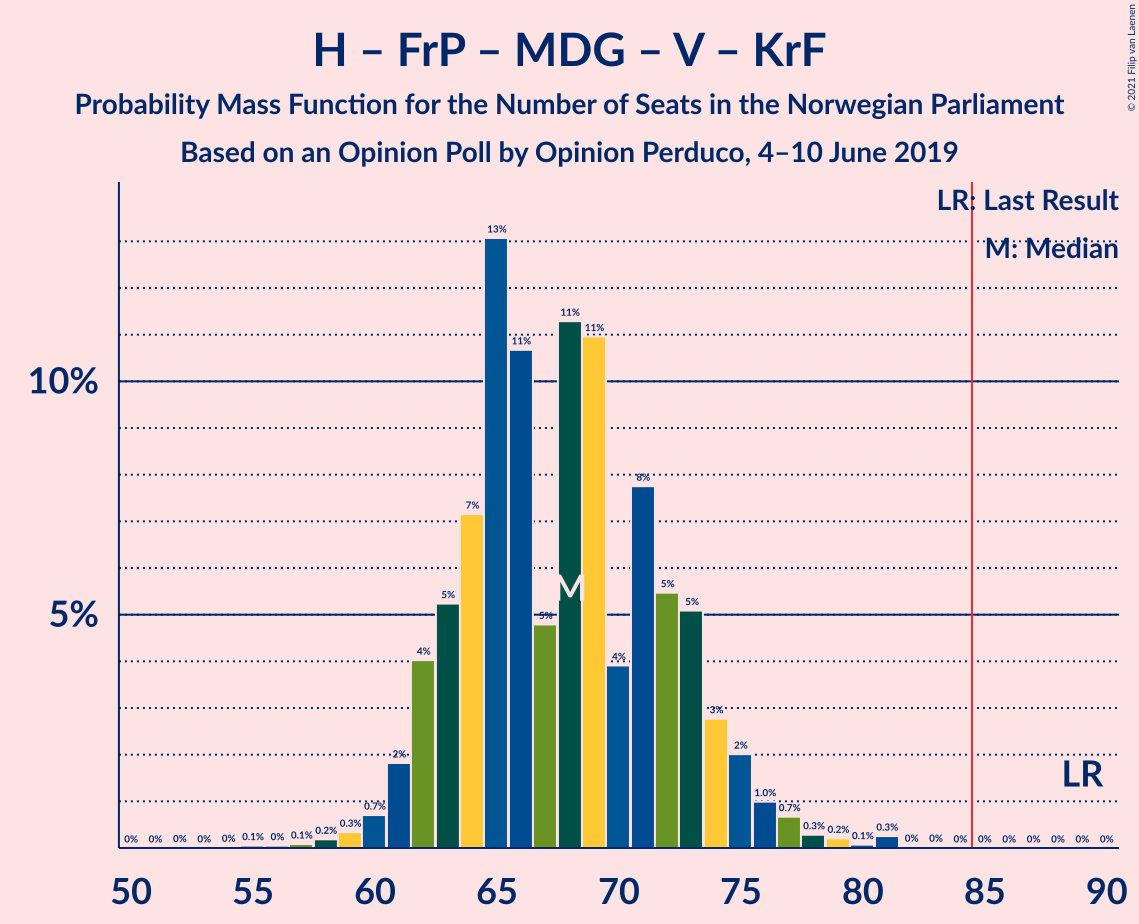 H – FrP – MDG – V – KrF
Probability Mass Function for the Number of Seats in the Norwegian Parliament
Based on an Opinion Poll by Opinion Perduco, 4–10 June 2019
© 2021 Filip van Laenen
LR: Last Result
M: Median
10%
5%
0% 0% 0% 0% 0% 0.1% 0% 0.1% 0.2% 0.3% 0.7% 2% 4% 5% 7% 13% 11% 5% 11% 11% 4% 8% 5% 5% 3% 2% 1.0% 0.7% 0.3% 0.2% 0.1% 0.3% 0% 0% 0% 0% 0% 0% 0% 0% 0%
M
LR
50 55 60 65 70 75 80 85 90